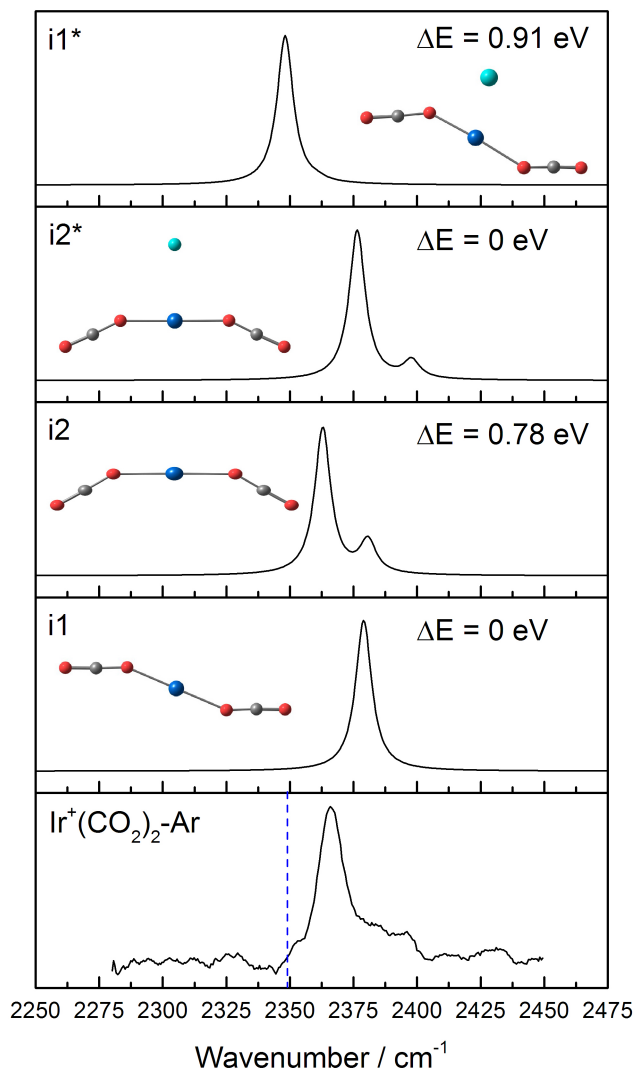 i1* ΔE = 0.91 eV
i2* ΔE = 0 eV
i2 ΔE = 0.78 eV
i1 ΔE = 0 eV
Ir⁺(CO₂)₂-Ar
2250 2275 2300 2325 2350 2375 2400 2425 2450 2475
Wavenumber / cm⁻¹